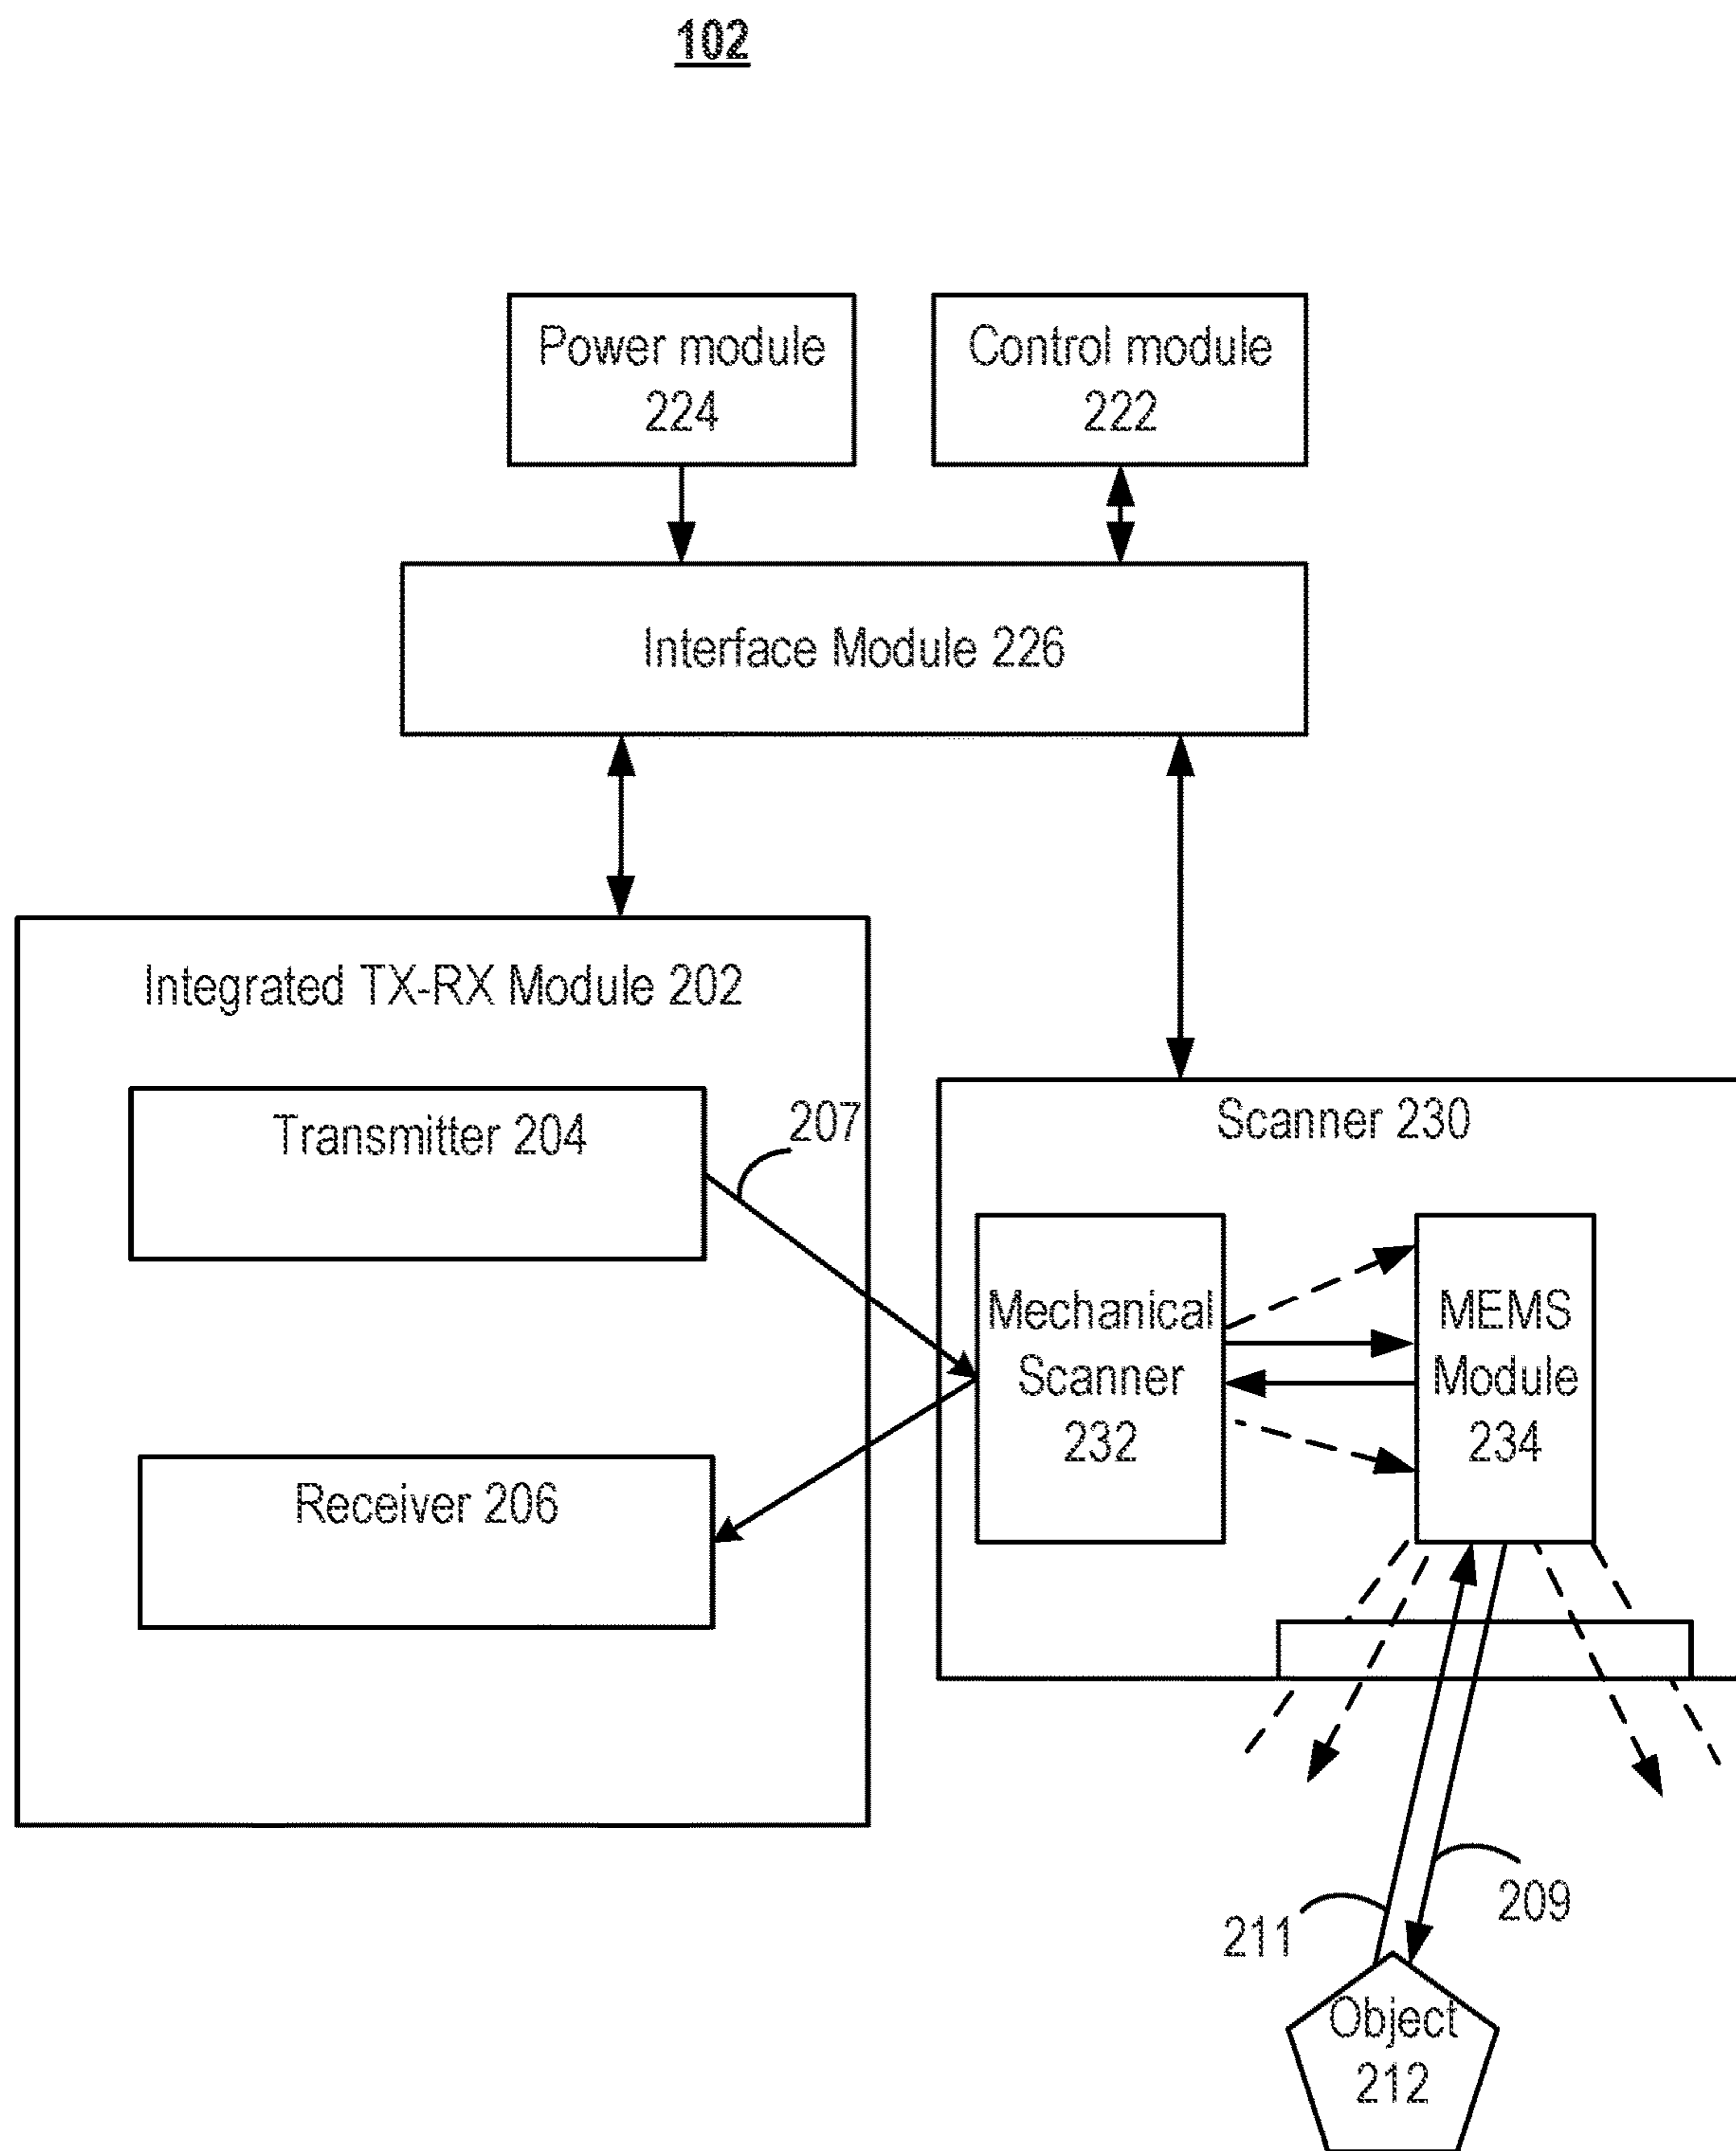 102
Power module
224
Control module
222
Interface Module 226
Integrated TX-RX Module 202
Transmitter 204
207
Receiver 206
Scanner 230
Mechanical
Scanner
232
MEMS
Module
234
211
209
Object
212